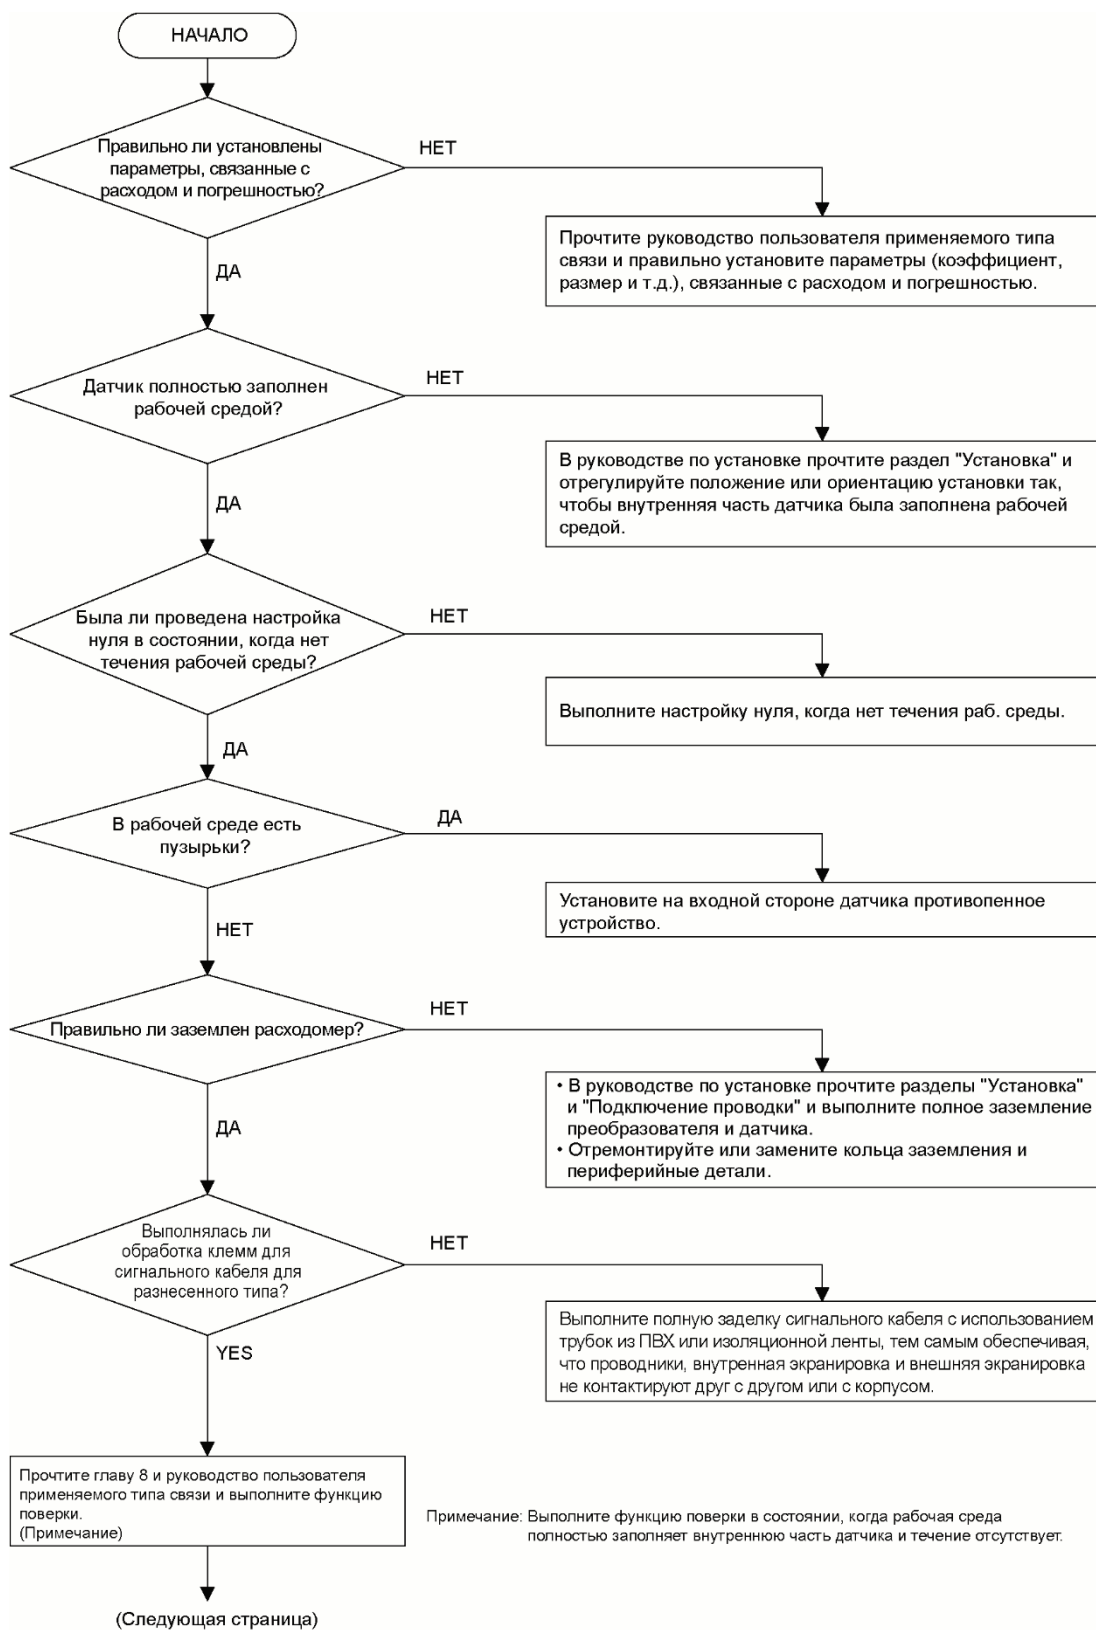 НАЧАЛО
Правильно ли установлены
параметры, связанные с
расходом и погрешностью?
НЕТ
Прочтите руководство пользователя применяемого типа
связи и правильно установите параметры (коэффициент,
размер и т.д.), связанные с расходом и погрешностью.
ДА
Датчик полностью заполнен
рабочей средой?
НЕТ
В руководстве по установке прочтите раздел "Установка" и
отрегулируйте положение или ориентацию установки так,
чтобы внутренняя часть датчика была заполнена рабочей
средой.
ДА
Была ли проведена настройка
нуля в состоянии, когда нет
течения рабочей среды?
НЕТ
Выполните настройку нуля, когда нет течения раб. среды.
ДА
В рабочей среде есть
пузырьки?
ДА
Установите на входной стороне датчика противопенное
устройство.
НЕТ
Правильно ли заземлен расходомер?
НЕТ
• В руководстве по установке прочтите разделы "Установка"
и "Подключение проводки" и выполните полное заземление
преобразователя и датчика.
• Отремонтируйте или замените кольца заземления и
периферийные детали.
ДА
Выполнялась ли
обработка клемм для
сигнального кабеля для
разнесенного типа?
НЕТ
Выполните полную заделку сигнального кабеля с использованием
трубок из ПВХ или изоляционной ленты, тем самым обеспечивая,
что проводники, внутренная экранировка и внешняя экранировка
не контактируют друг с другом или с корпусом.
YES
Прочтите главу 8 и руководство пользователя
применяемого типа связи и выполните функцию
поверки.
(Примечание)
Примечание: Выполните функцию поверки в состоянии, когда рабочая среда
полностью заполняет внутреннюю часть датчика и течение отсутствует.
(Следующая страница)